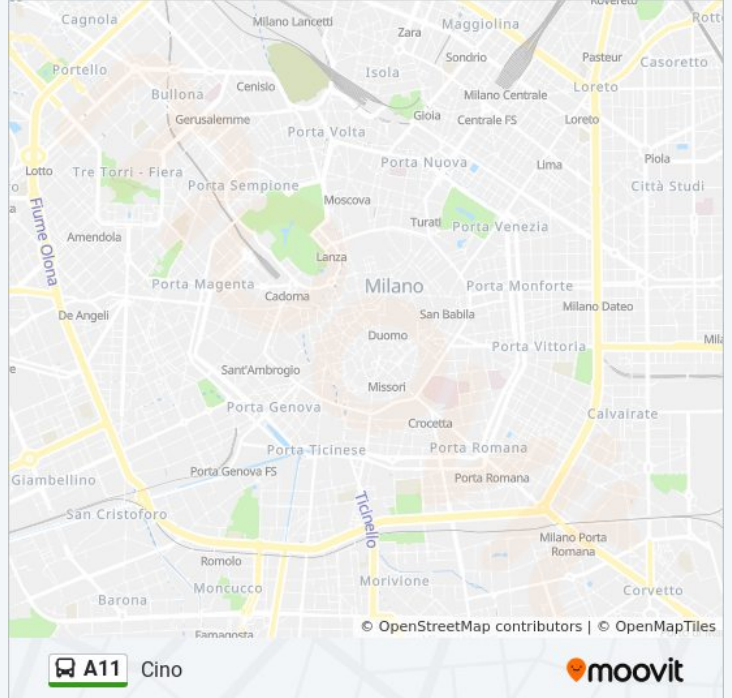 Rovereto
Cagnola
Milano Lancetti
Maggiolina
Rott
Zara
Sondrio
Pasteur
Casoretto
Portello
Isola
Cenisio
Bullona
Milano Centrale
Loreto
Gerusalemme
Gioia
Centrale FS
Loreto
Porta Volta
Lotto
Tre Torri - Fiera
Porta Nuova
Lima
Piola
o
Porta Sempione
Città Studi
a
Moscova
Fiume Olona
Turati
Porta Venezia
Amendola
Lanza
Porta Magenta
Milano
Porta Monforte
Cadorna
Milano Dateo
De Angeli
San Babila
Duomo
Porta Vittoria
Mila
e
Sant'Ambrogio
Missori
Porta Genova
Crocetta
Calvairate
Porta Ticinese
Porta Romana
Giambellino
Porta Genova FS
Porta Romana
San Cristoforo
Ticinello
Milano Porta
Romana
Romolo
Moncucco
Morivione
Corvetto
Barona
Famagosta
© OpenStreetMap contributors | © OpenMapTiles
A11 Cino
moovit